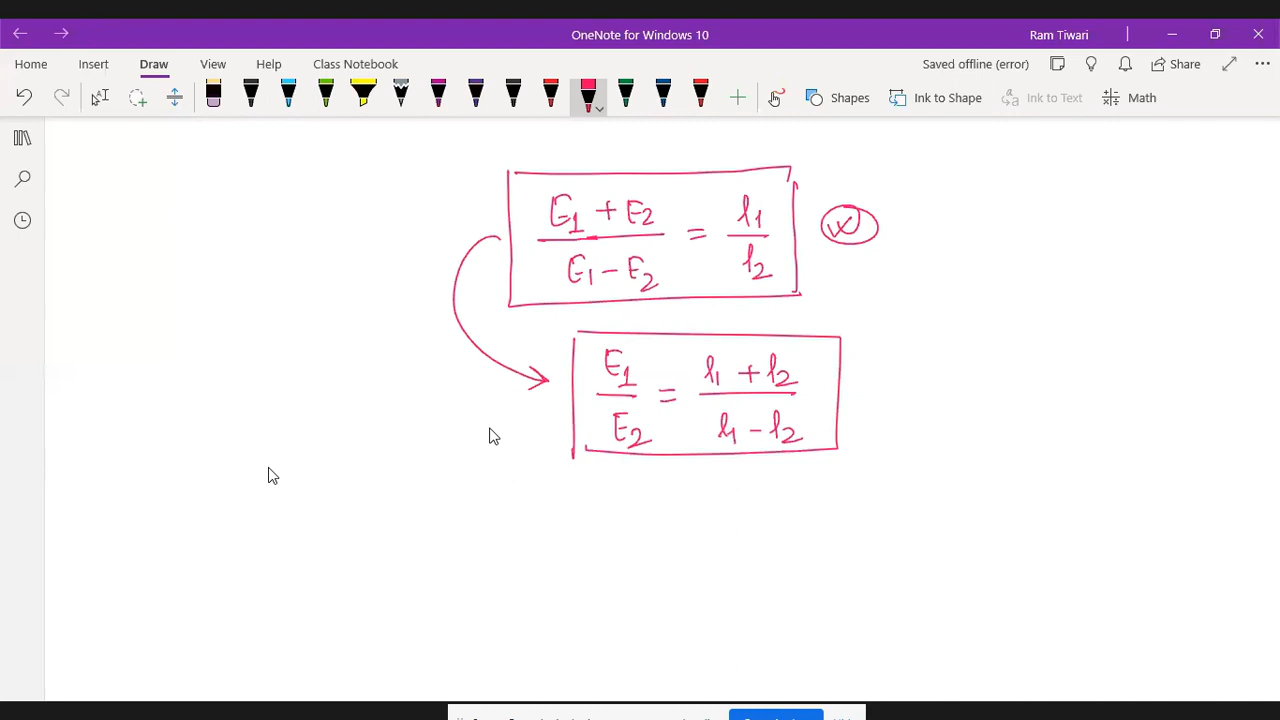 OneNote for Windows 10
Ram Tiwari
Home Insert Draw View Help Class Notebook
Saved offline (error)
Share
Shapes
Ink to Shape
Ink to Text
Math
E1 + E2 / E1 - E2 = l1 / l2
E1 / E2 = l1 + l2 / l1 - l2